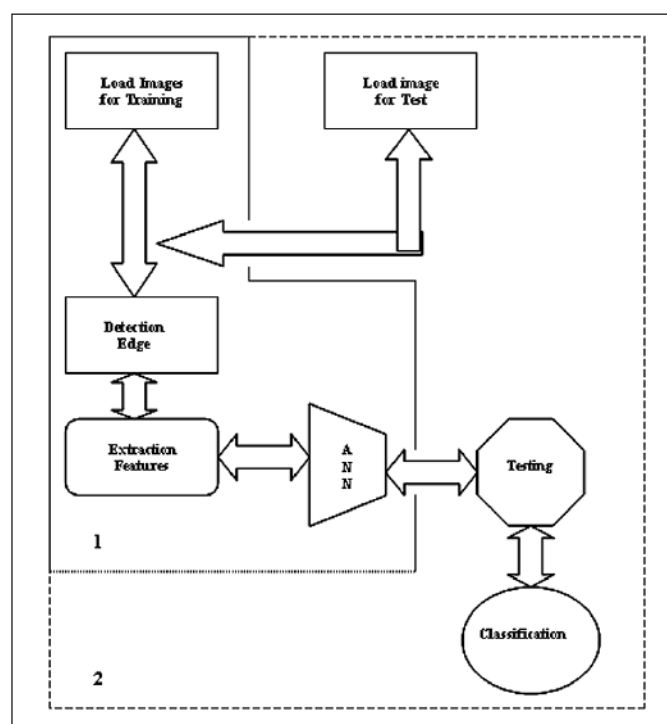 Load Images
for Training
Load image
for Test
Detection
Edge
Extraction
Features
A
N
N
Testing
1
Classification
2